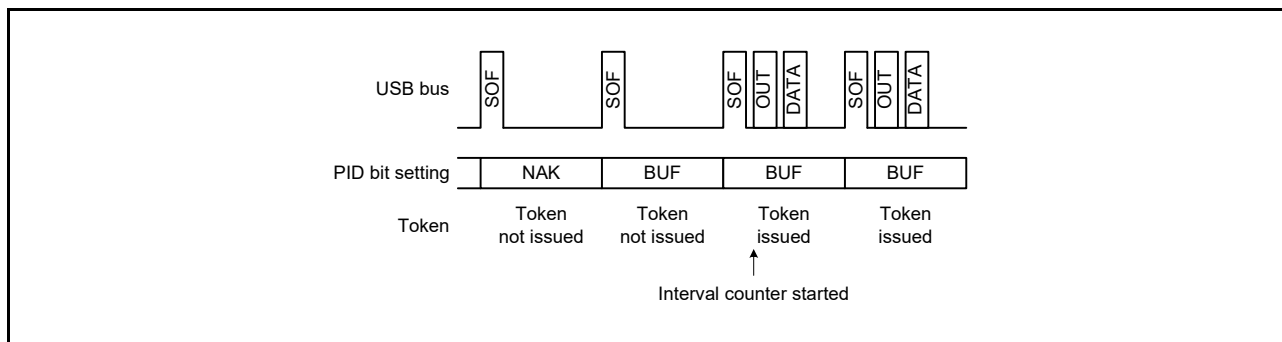 USB bus
SOF
SOF
SOF OUT DATA
SOF OUT DATA
PID bit setting
NAK
BUF
BUF
BUF
Token
Token
not issued
Token
not issued
Token
issued
Token
issued
Interval counter started